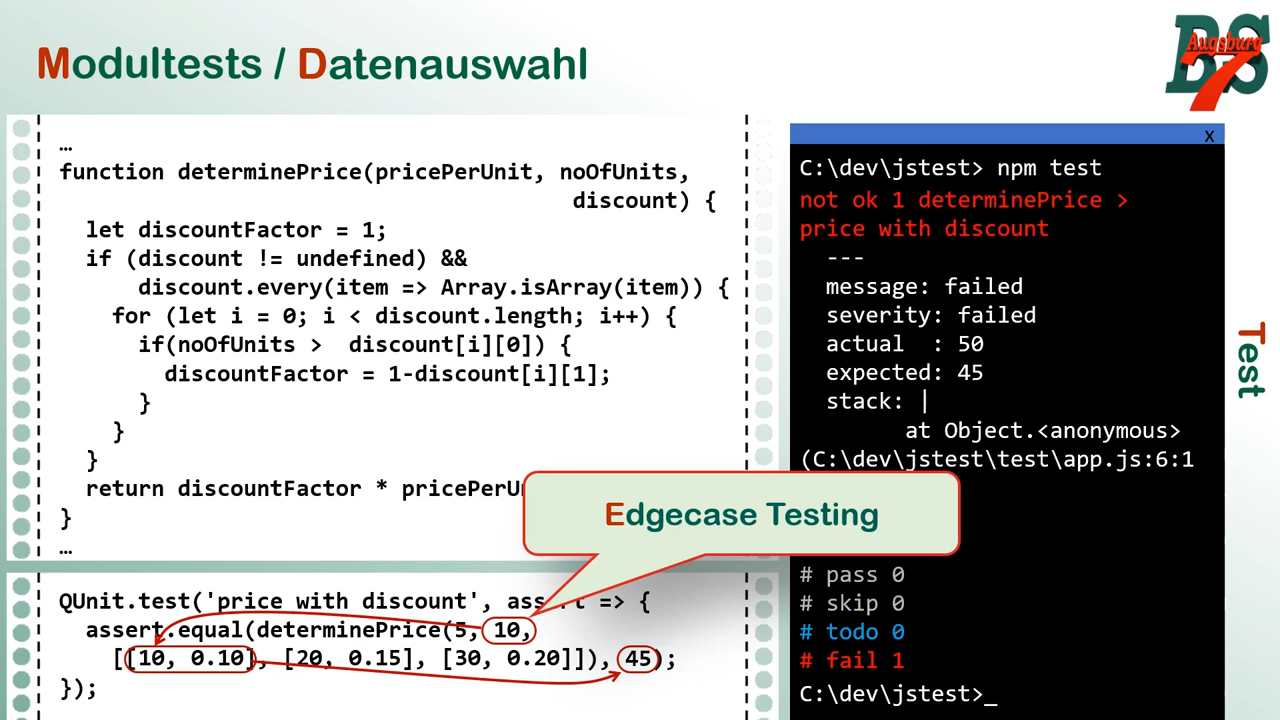 Modultests / Datenauswahl
BS
Augsburg
7
…
function determinePrice(pricePerUnit, noOfUnits,
discount) {
let discountFactor = 1;
if (discount != undefined) &&
discount.every(item => Array.isArray(item)) {
for (let i = 0; i < discount.length; i++) {
if(noOfUnits >  discount[i][0]) {
discountFactor = 1-discount[i][1];
}
}
}
return discountFactor * pricePerU
}
…
Edgecase Testing
QUnit.test('price with discount', assert => {
assert.equal(determinePrice(5, 10,
[[10, 0.10], [20, 0.15], [30, 0.20]]), 45);
});
x
C:\dev\jstest> npm test
not ok 1 determinePrice >
price with discount
---
message: failed
severity: failed
actual  : 50
expected: 45
stack: |
at Object.<anonymous>
(C:\dev\jstest\test\app.js:6:1
# pass 0
# skip 0
# todo 0
# fail 1
C:\dev\jstest>_
Test